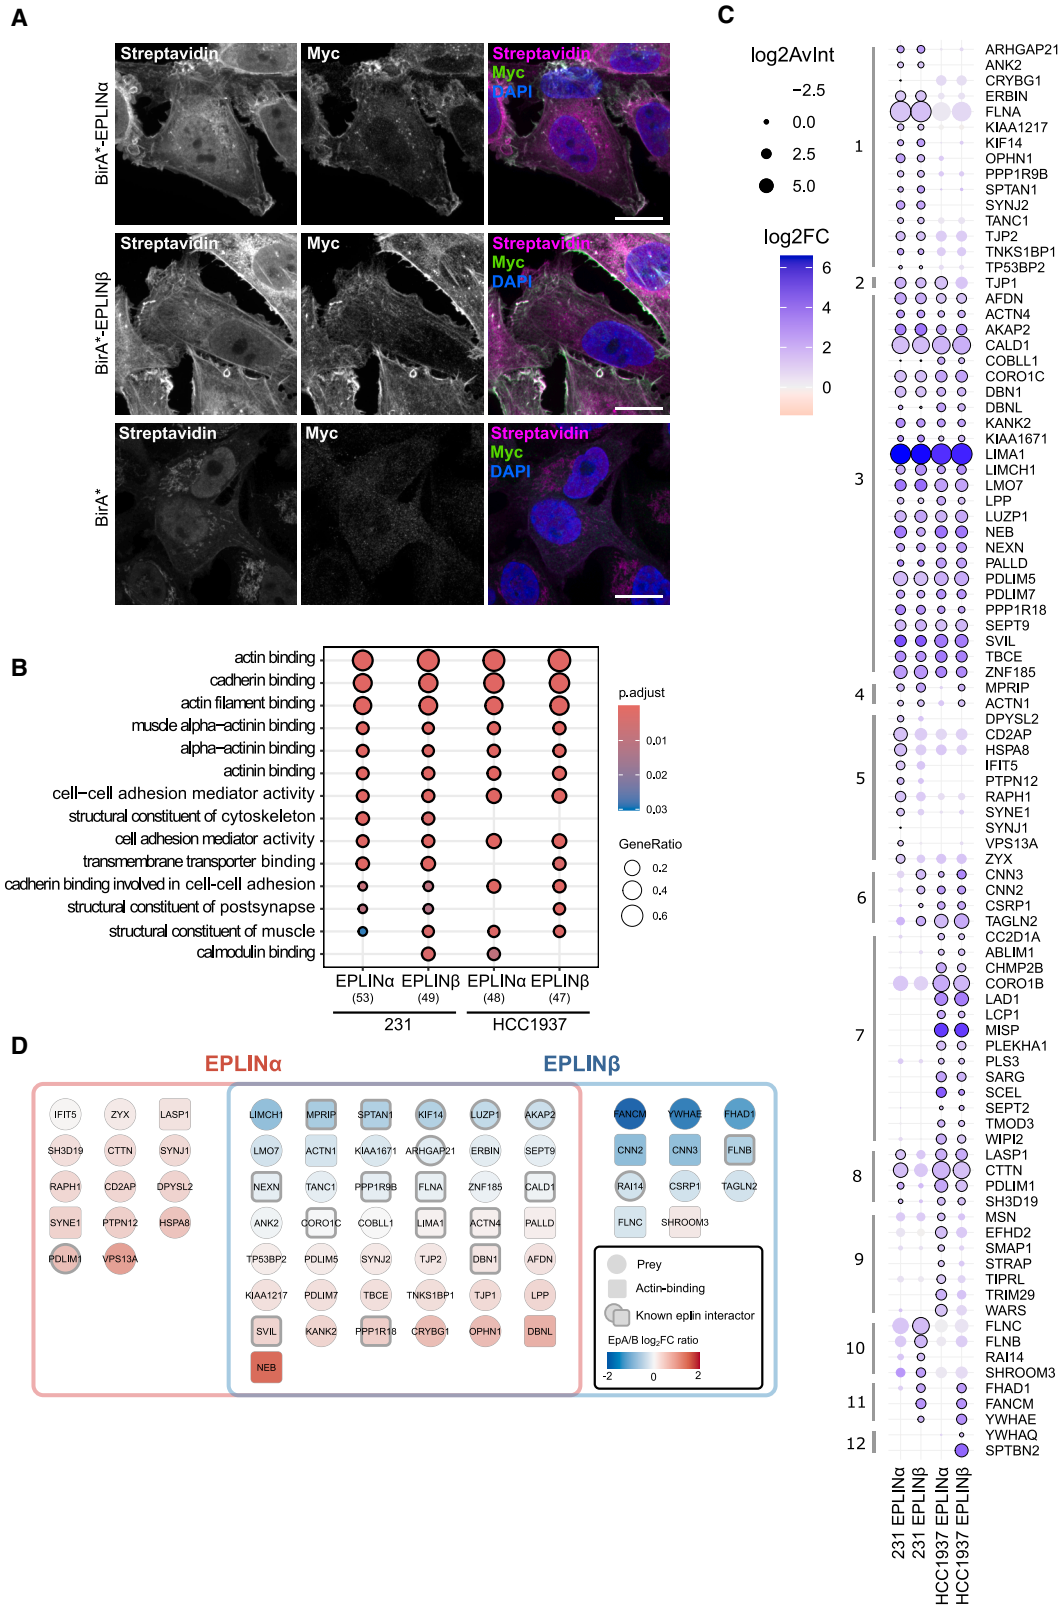 A
Streptavidin
Myc
Streptavidin
Myc
DAPI
BirA*-EPLINα
Streptavidin
Myc
Streptavidin
Myc
DAPI
BirA*-EPLINβ
Streptavidin
Myc
Streptavidin
Myc
DAPI
BirA*
B
actin binding
cadherin binding
actin filament binding
muscle alpha−actinin binding
alpha−actinin binding
actinin binding
cell−cell adhesion mediator activity
structural constituent of cytoskeleton
cell adhesion mediator activity
transmembrane transporter binding
cadherin binding involved in cell-cell adhesion
structural constituent of postsynapse
structural constituent of muscle
calmodulin binding
EPLINα EPLINβ EPLINα EPLINβ
(53) (49) (48) (47)
231 HCC1937
p.adjust
0.01
0.02
0.03
GeneRatio
0.2
0.4
0.6
C
log2AvInt
−2.5
0.0
2.5
5.0
log2FC
6
4
2
0
1
ARHGAP21
ANK2
CRYBG1
ERBIN
FLNA
KIAA1217
KIF14
OPHN1
PPP1R9B
SPTAN1
SYNJ2
TANC1
TJP2
TNKS1BP1
TP53BP2
2
TJP1
3
AFDN
ACTN4
AKAP2
CALD1
COBLL1
CORO1C
DBN1
DBNL
KANK2
KIAA1671
LIMA1
LIMCH1
LMO7
LPP
LUZP1
NEB
NEXN
PALLD
PDLIM5
PDLIM7
PPP1R18
SEPT9
SVIL
TBCE
ZNF185
4
MPRIP
ACTN1
5
DPYSL2
CD2AP
HSPA8
IFIT5
PTPN12
RAPH1
SYNE1
SYNJ1
VPS13A
ZYX
6
CNN3
CNN2
CSRP1
TAGLN2
7
CC2D1A
ABLIM1
CHMP2B
CORO1B
LAD1
LCP1
MISP
PLEKHA1
PLS3
SARG
SCEL
SEPT2
TMOD3
WIPI2
8
LASP1
CTTN
PDLIM1
SH3D19
9
MSN
EFHD2
SMAP1
STRAP
TIPRL
TRIM29
WARS
10
FLNC
FLNB
RAI14
SHROOM3
11
FHAD1
FANCM
YWHAE
12
YWHAQ
SPTBN2
231 EPLINα
231 EPLINβ
HCC1937 EPLINα
HCC1937 EPLINβ
D
EPLINα EPLINβ
IFIT5 ZYX LASP1
SH3D19 CTTN SYNJ1
RAPH1 CD2AP DPYSL2
SYNE1 PTPN12 HSPA8
PDLIM1 VPS13A
LIMCH1 MPRIP SPTAN1 KIF14 LUZP1 AKAP2
LMO7 ACTN1 KIAA1671 ARHGAP21 ERBIN SEPT9
NEXN TANC1 PPP1R9B FLNA ZNF185 CALD1
ANK2 CORO1C COBLL1 LIMA1 ACTN4 PALLD
TP53BP2 PDLIM5 SYNJ2 TJP2 DBN1 AFDN
KIAA1217 PDLIM7 TBCE TNKS1BP1 TJP1 LPP
SVIL KANK2 PPP1R18 CRYBG1 OPHN1 DBNL
NEB
FANCM YWHAE FHAD1
CNN2 CNN3 FLNB
RAI14 CSRP1 TAGLN2
FLNC SHROOM3
Prey
Actin-binding
Known eplin interactor
EpA/B log2FC ratio
-2 0 2